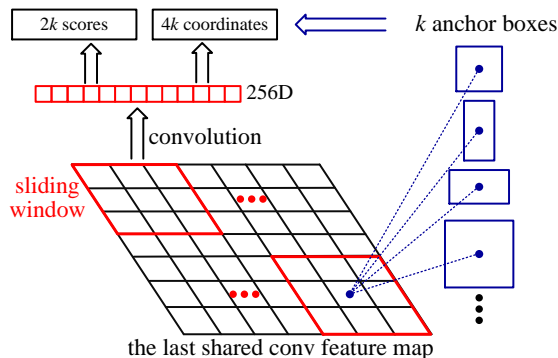 2k scores
4k coordinates
k anchor boxes
256D
convolution
sliding
window
the last shared conv feature map